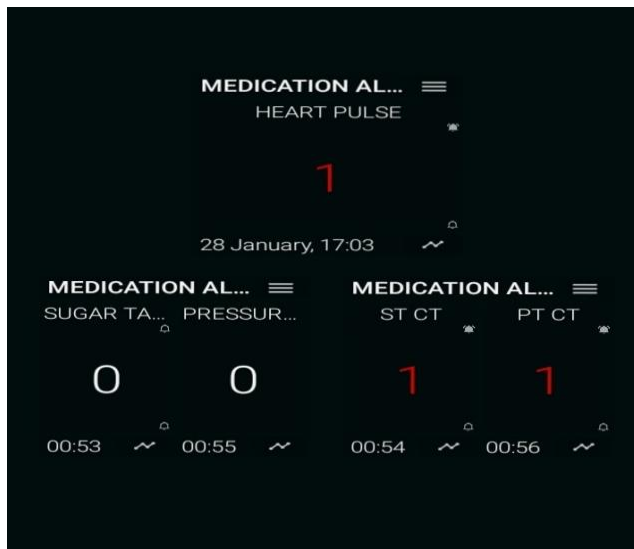 MEDICATION AL...
HEART PULSE
1
28 January, 17:03
MEDICATION AL...
SUGAR TA... PRESSUR...
0 0
00:53 00:55
MEDICATION AL...
ST CT PT CT
1 1
00:54 00:56